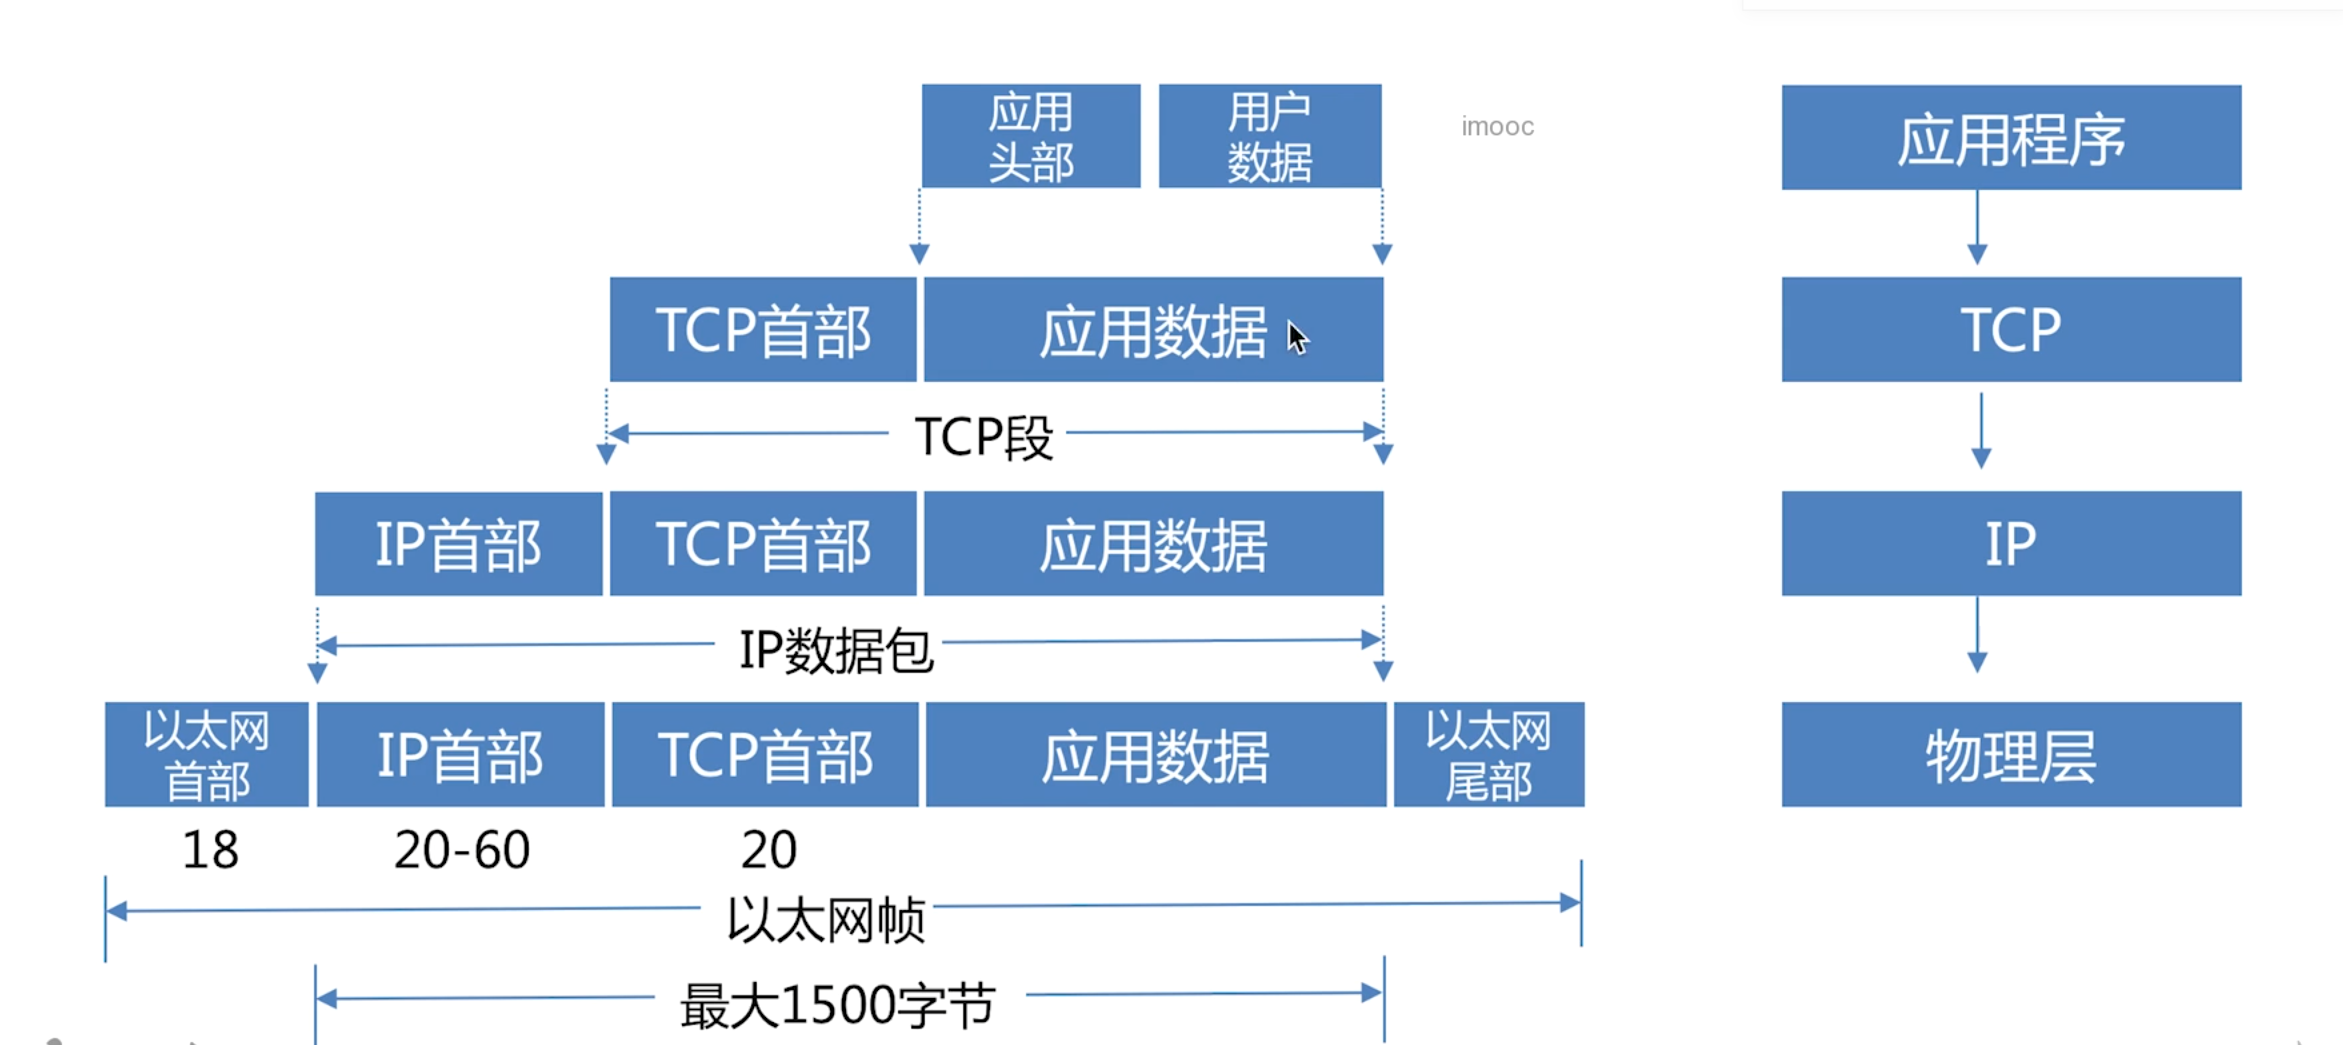 应用
头部
用户
数据
imooc
应用程序
TCP首部
应用数据
TCP
TCP段
IP首部
TCP首部
应用数据
IP
IP数据包
以太网
首部
IP首部
TCP首部
应用数据
以太网
尾部
物理层
18
20-60
20
以太网帧
最大1500字节